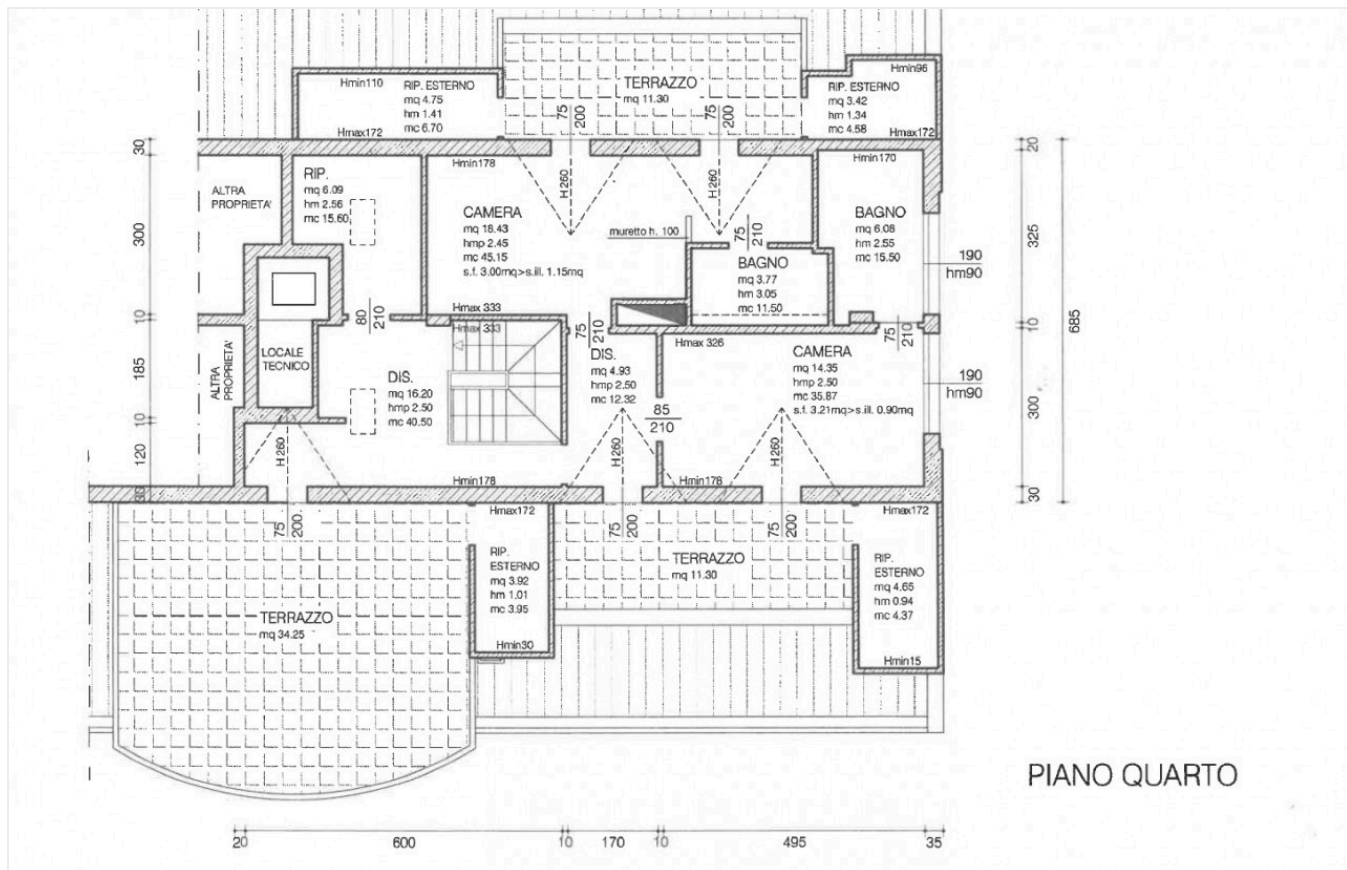 Hmin110
RIP. ESTERNO
mq 4.75
hm 1.41
mc 6.70
Hmax172
TERRAZZO
mq 11.30
75
200
75
200
Hmin96
RIP. ESTERNO
mq 3.42
hm 1.34
mc 4.58
Hmax172
30
300
10
185
10
120
30
ALTRA
PROPRIETA'
RIP.
mq 6.09
hm 2.56
mc 15.60
Hmin178
H260
H260
CAMERA
mq 18.43
hmp 2.45
mc 45.15
s.f. 3.00mq>s.ill. 1.15mq
muretto h. 100
75
210
BAGNO
mq 3.77
hm 3.05
mc 11.50
Hmin170
BAGNO
mq 6.08
hm 2.55
mc 15.50
190
hm90
20
325
10
300
30
685
80
210
Hmax 333
Hmax 333
75
210
Hmax 326
75
210
ALTRA
PROPRIETA'
LOCALE
TECNICO
DIS.
mq 16.20
hmp 2.50
mc 40.50
DIS.
mq 4.93
hmp 2.50
mc 12.32
85
210
CAMERA
mq 14.35
hmp 2.50
mc 35.87
s.f. 3.21mq>s.ill. 0.90mq
190
hm90
H260
H260
H260
Hmin178
Hmin178
75
200
Hmax172
75
200
75
200
Hmax172
RIP.
ESTERNO
mq 3.92
hm 1.01
mc 3.95
Hmin30
TERRAZZO
mq 11.30
RIP.
ESTERNO
mq 4.65
hm 0.94
mc 4.37
Hmin15
TERRAZZO
mq 34.25
PIANO QUARTO
20
600
10
170
10
495
35